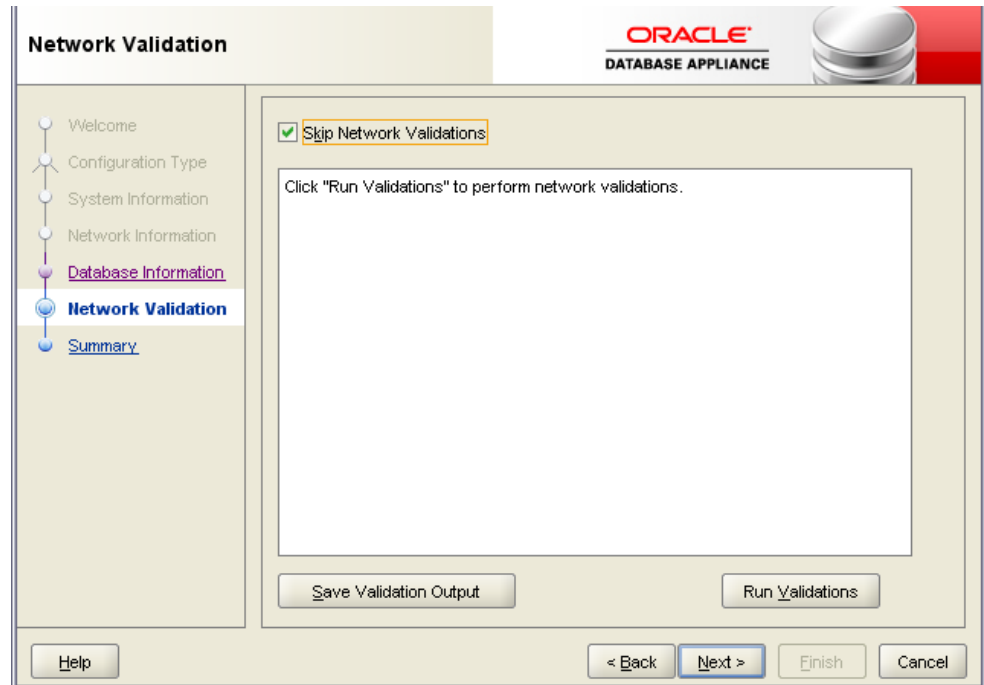 Network Validation
ORACLE
DATABASE APPLIANCE
Welcome
Configuration Type
System Information
Network Information
Database Information
Network Validation
Summary
Skip Network Validations
Click "Run Validations" to perform network validations.
Save Validation Output
Run Validations
Help
< Back
Next >
Finish
Cancel